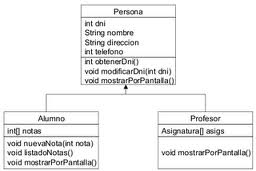 Persona
int dni
String nombre
String direccion
int telefono
int obtenerDni()
void modificarDni(int dni)
void mostrarPorPantalla()
Alumno
int[] notas
void nuevaNota(int nota)
void listadoNotas()
void mostrarPorPantalla()
Profesor
Asignatura[] asigs
void mostrarPorPantalla()